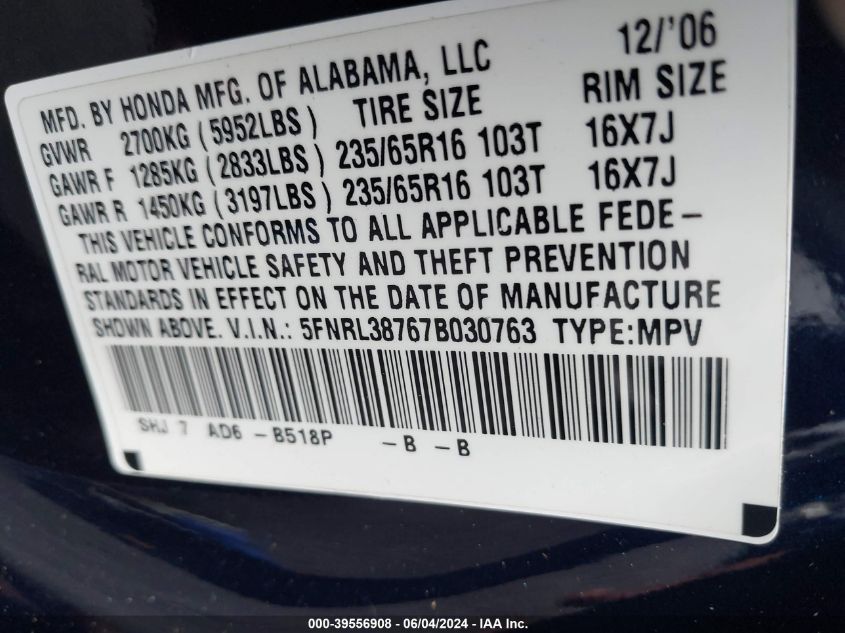 MFD. BY HONDA MFG. OF ALABAMA, LLC 12/'06
GVWR 2700KG (5952LBS) TIRE SIZE RIM SIZE
GAWR F 1285KG (2833LBS) 235/65R16 103T 16X7J
GAWR R 1450KG (3197LBS) 235/65R16 103T 16X7J
THIS VEHICLE CONFORMS TO ALL APPLICABLE FEDE-
RAL MOTOR VEHICLE SAFETY AND THEFT PREVENTION
STANDARDS IN EFFECT ON THE DATE OF MANUFACTURE
SHOWN ABOVE. V.I.N.: 5FNRL38767B030763 TYPE:MPV
SHJ 7 AD6 -B518P -B -B
000-39556908 - 06/04/2024 - IAA Inc.